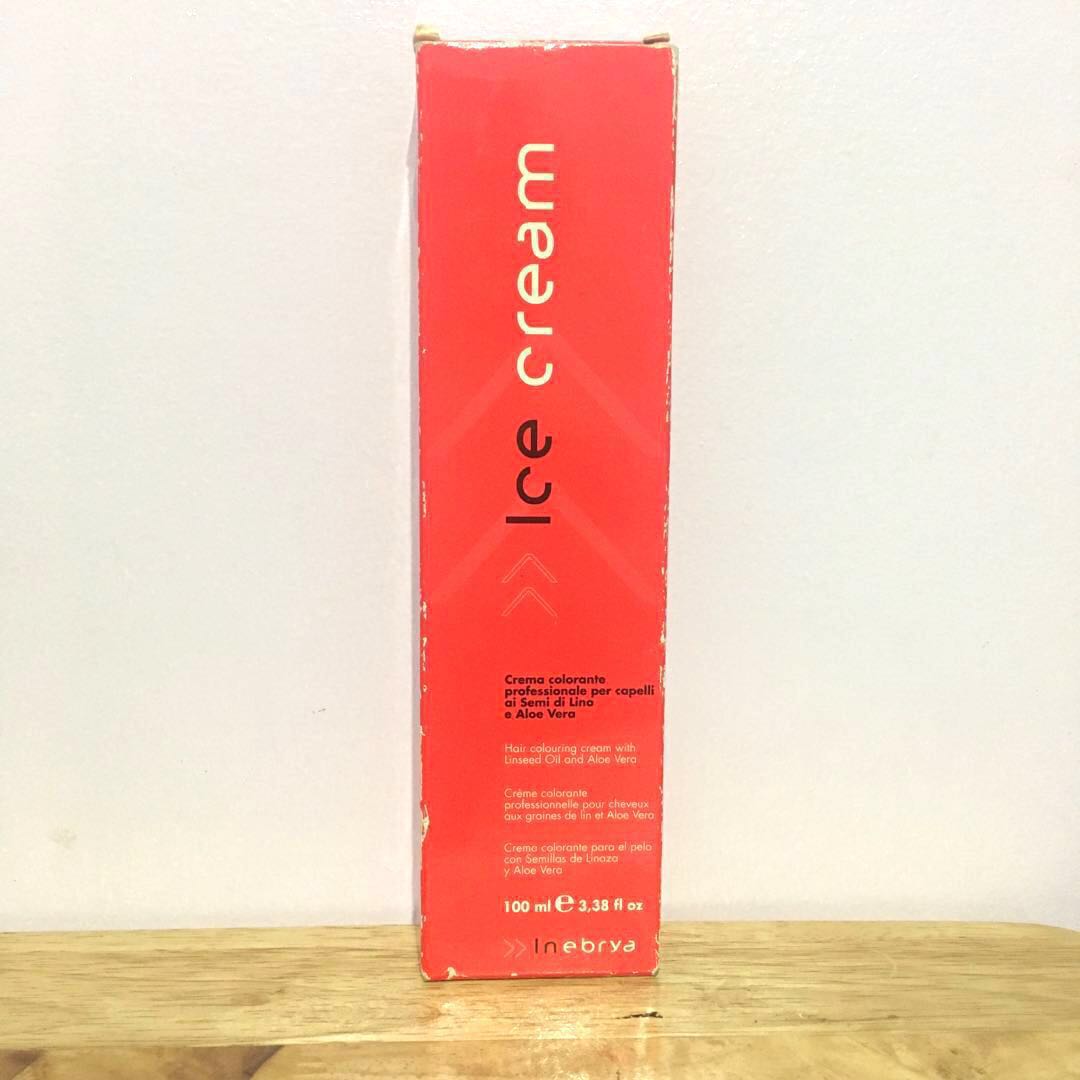 Ice cream
Crema colorante
professionale per capelli
ai Semi di Lino
e Aloe Vera
Hair colouring cream with
Linseed Oil and Aloe Vera
Crème colorante
professionnelle pour cheveux
aux graines de lin et Aloe Vera
Crema colorante para el pelo
con Semillas de Linaza
y Aloe Vera
100 ml ℮ 3,38 fl oz
Inebrya